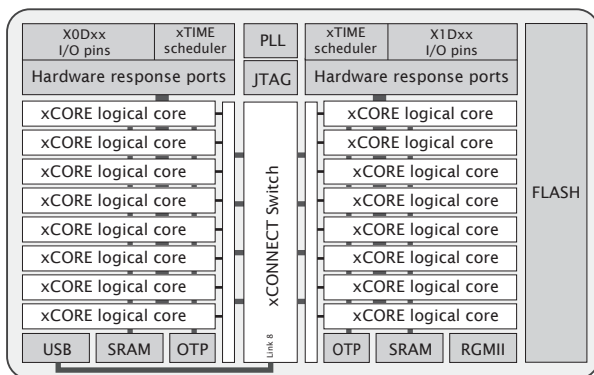 X0Dxx
I/O pins
xTIME
scheduler
PLL
xTIME
scheduler
X1Dxx
I/O pins
Hardware response ports
JTAG
Hardware response ports
xCORE logical core
xCORE logical core
xCORE logical core
xCORE logical core
xCORE logical core
xCORE logical core
xCORE logical core
xCORE logical core
USB
SRAM
OTP
xCONNECT Switch
Link 8
xCORE logical core
xCORE logical core
xCORE logical core
xCORE logical core
xCORE logical core
xCORE logical core
xCORE logical core
xCORE logical core
OTP
SRAM
RGMII
FLASH